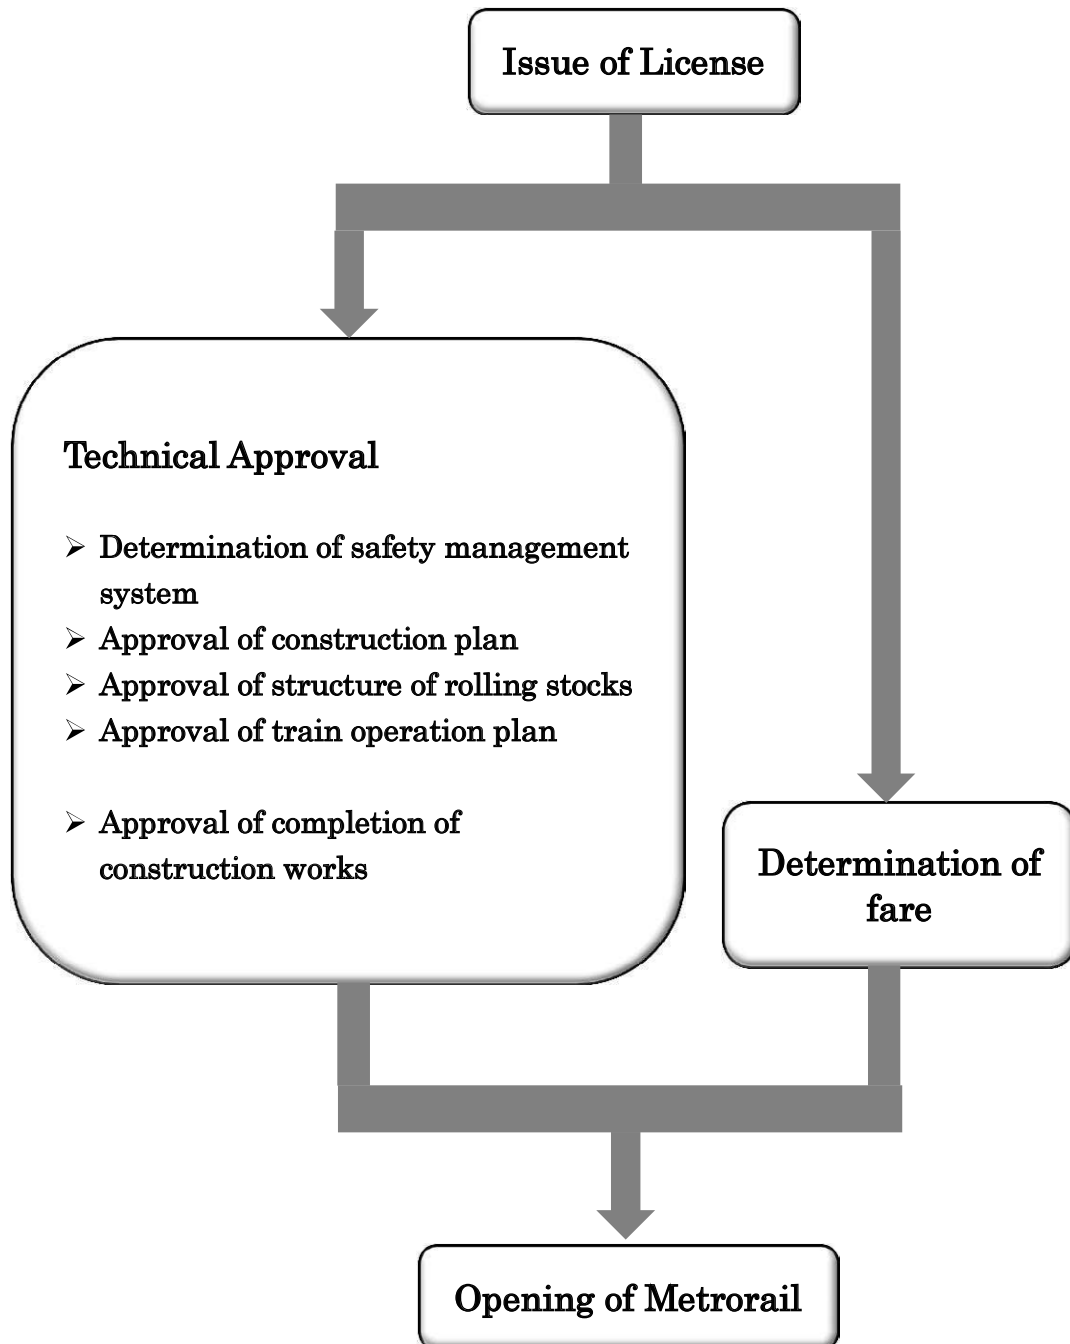 Issue of License
Technical Approval
➢ Determination of safety management
system
➢ Approval of construction plan
➢ Approval of structure of rolling stocks
➢ Approval of train operation plan
➢ Approval of completion of
construction works
Determination of
fare
Opening of Metrorail